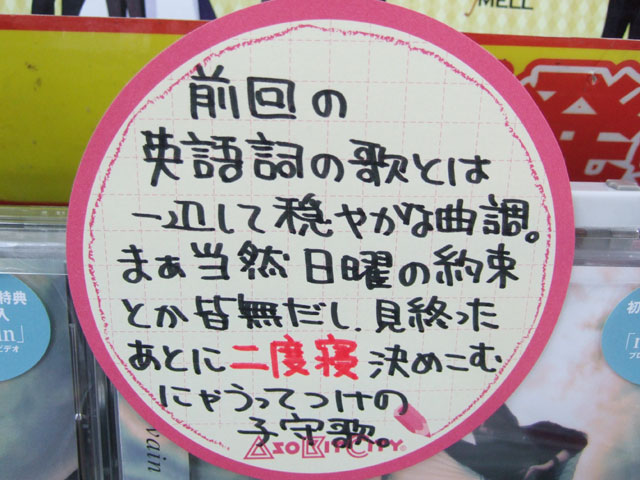 MELL
前回の
英語詞の歌とは
一辺して穏やかな曲調。
まぁ当然日曜の約束
とか皆無だし、見終った
あとに二度寝決めこむ
にゃうってつけの
子守歌。
ASOBITCITY
vain